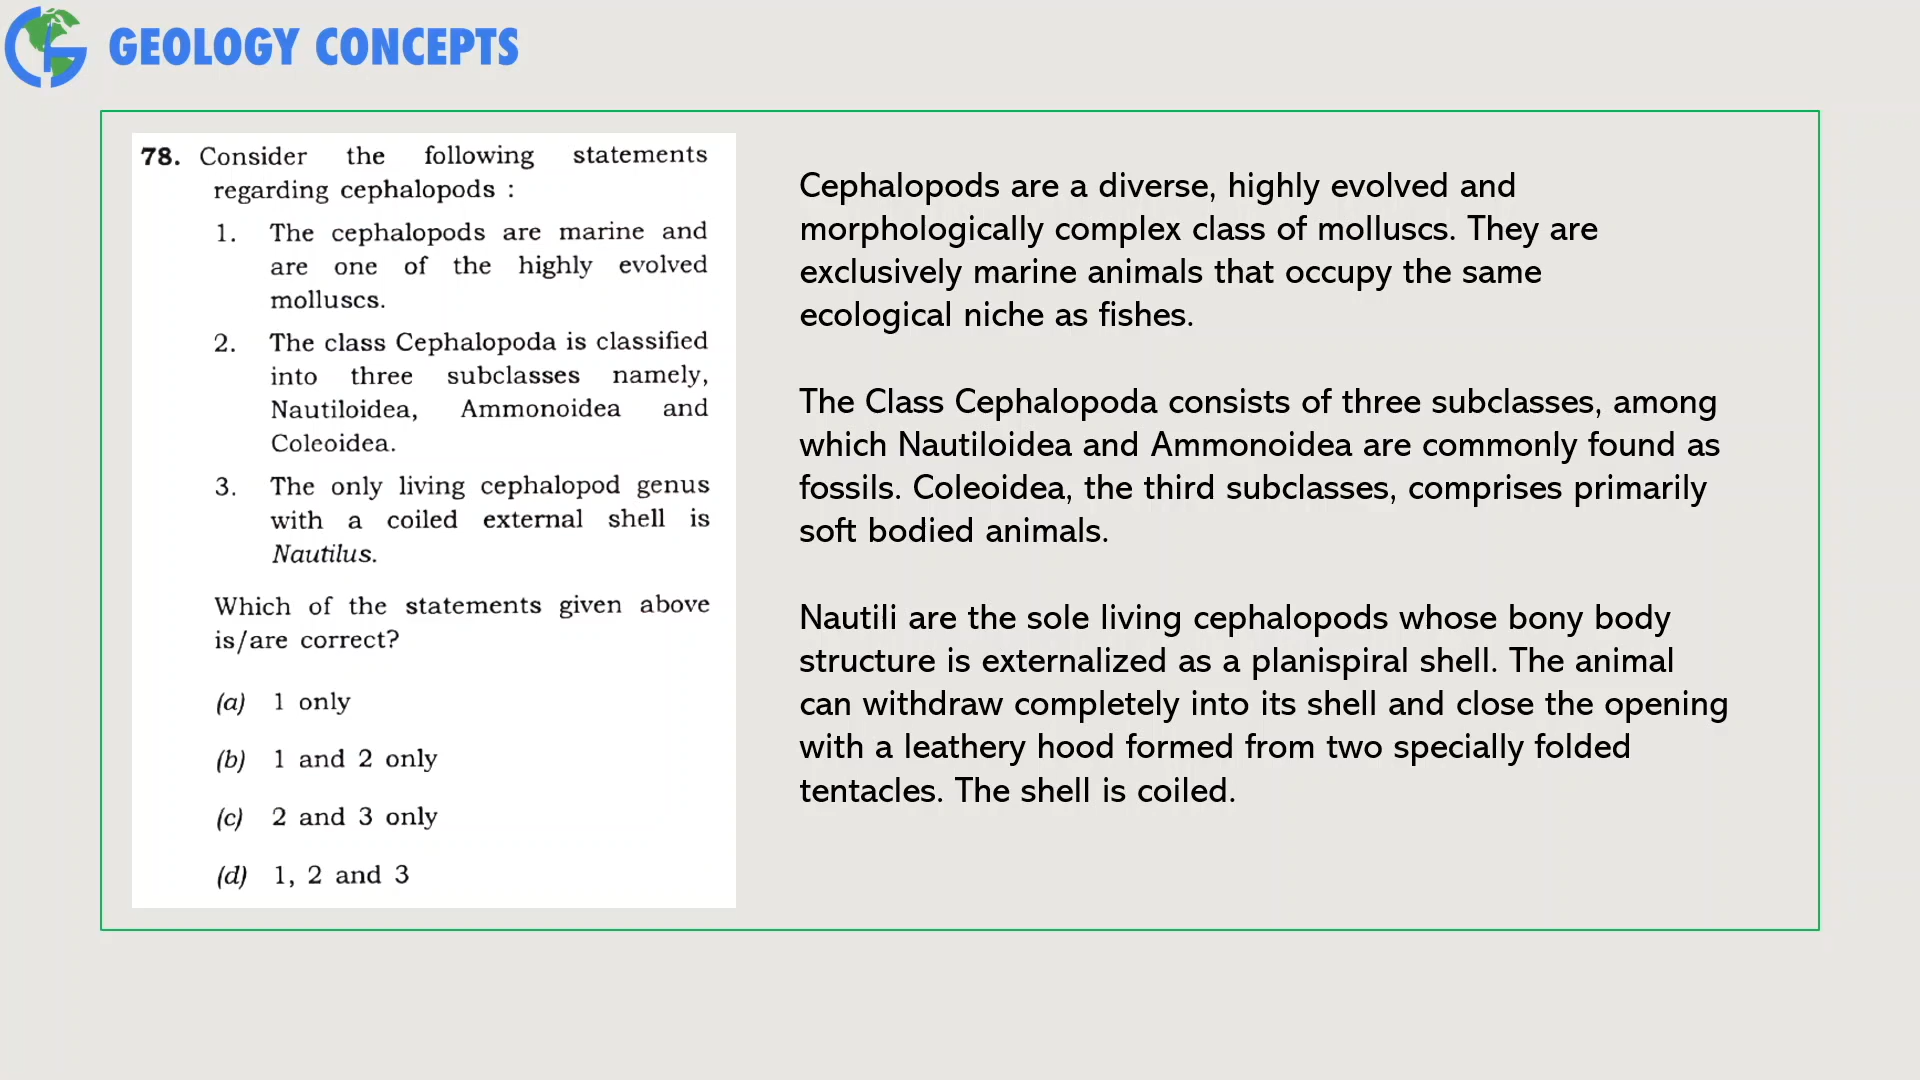 GEOLOGY CONCEPTS
78. Consider the following statements
regarding cephalopods :
1. The cephalopods are marine and
are one of the highly evolved
molluscs.
2. The class Cephalopoda is classified
into three subclasses namely,
Nautiloidea, Ammonoidea and
Coleoidea.
3. The only living cephalopod genus
with a coiled external shell is
Nautilus.
Which of the statements given above
is/are correct?
(a) 1 only
(b) 1 and 2 only
(c) 2 and 3 only
(d) 1, 2 and 3
Cephalopods are a diverse, highly evolved and
morphologically complex class of molluscs. They are
exclusively marine animals that occupy the same
ecological niche as fishes.
The Class Cephalopoda consists of three subclasses, among
which Nautiloidea and Ammonoidea are commonly found as
fossils. Coleoidea, the third subclasses, comprises primarily
soft bodied animals.
Nautili are the sole living cephalopods whose bony body
structure is externalized as a planispiral shell. The animal
can withdraw completely into its shell and close the opening
with a leathery hood formed from two specially folded
tentacles. The shell is coiled.